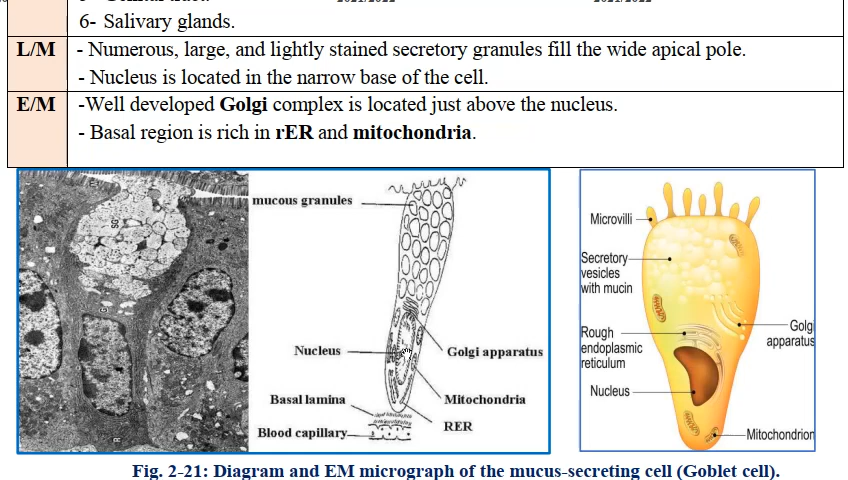 6- Salivary glands.
L/M
- Numerous, large, and lightly stained secretory granules fill the wide apical pole.
- Nucleus is located in the narrow base of the cell.
E/M
-Well developed Golgi complex is located just above the nucleus.
- Basal region is rich in rER and mitochondria.
mucous granules
Nucleus
Golgi apparatus
Basal lamina
Mitochondria
RER
Blood capillary
Microvilli
Secretory
vesicles
with mucin
Golgi
apparatus
Rough
endoplasmic
reticulum
Nucleus
Mitochondrion
Fig. 2-21: Diagram and EM micrograph of the mucus-secreting cell (Goblet cell).